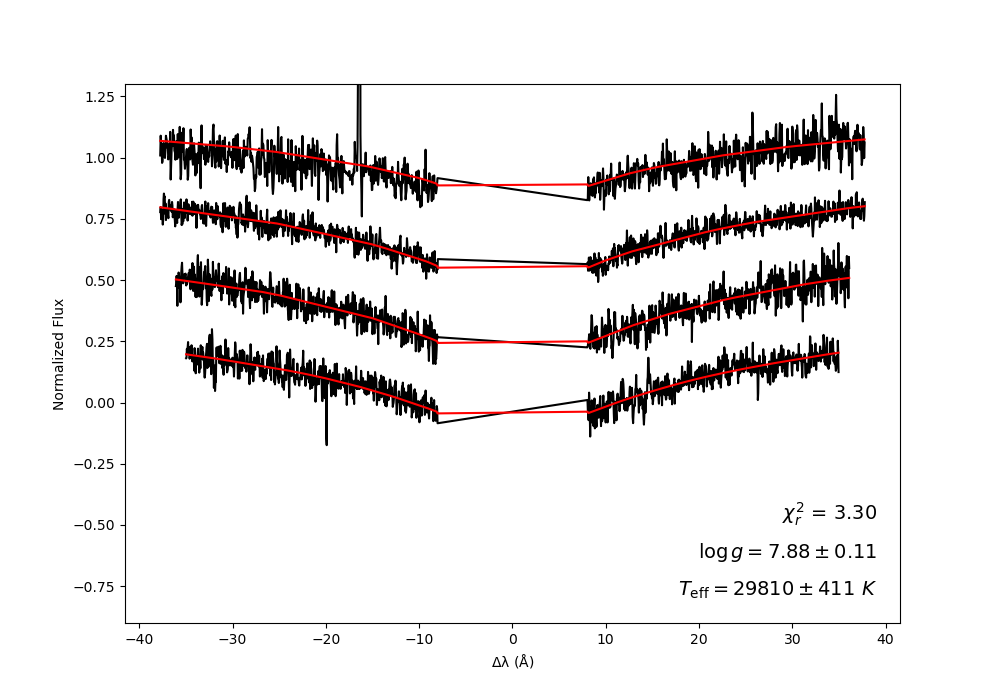 1.25
1.00
0.75
0.50
0.25
0.00
−0.25
−0.50
−0.75
Normalized Flux
χ²ᵣ = 3.30
log g = 7.88 ± 0.11
T_eff = 29810 ± 411 K
−40 −30 −20 −10 0 10 20 30 40
Δλ (Å)